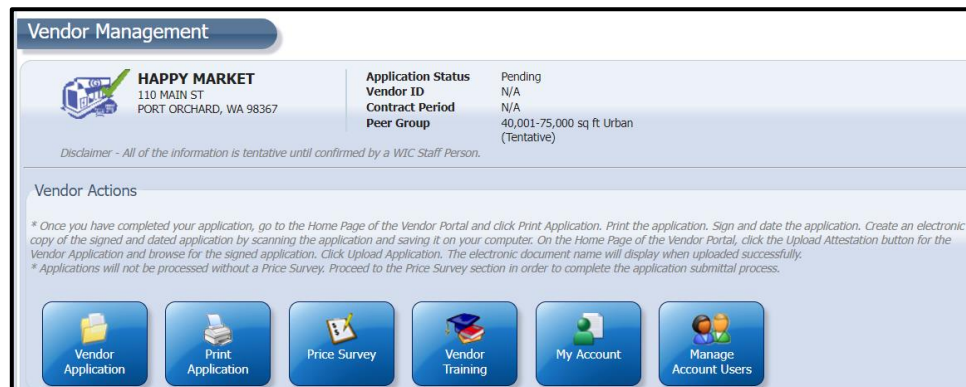 Vendor Management
HAPPY MARKET
110 MAIN ST
PORT ORCHARD, WA 98367
Application Status Pending
Vendor ID N/A
Contract Period N/A
Peer Group 40,001-75,000 sq ft Urban
(Tentative)
Disclaimer - All of the information is tentative until confirmed by a WIC Staff Person.
Vendor Actions
* Once you have completed your application, go to the Home Page of the Vendor Portal and click Print Application. Print the application. Sign and date the application. Create an electronic
copy of the signed and dated application by scanning the application and saving it on your computer. On the Home Page of the Vendor Portal, click the Upload Attestation button for the
Vendor Application and browse for the signed application. Click Upload Application. The electronic document name will display when uploaded successfully.
* Applications will not be processed without a Price Survey. Proceed to the Price Survey section in order to complete the application submittal process.
Vendor
Application
Print
Application
Price Survey
Vendor
Training
My Account
Manage
Account Users